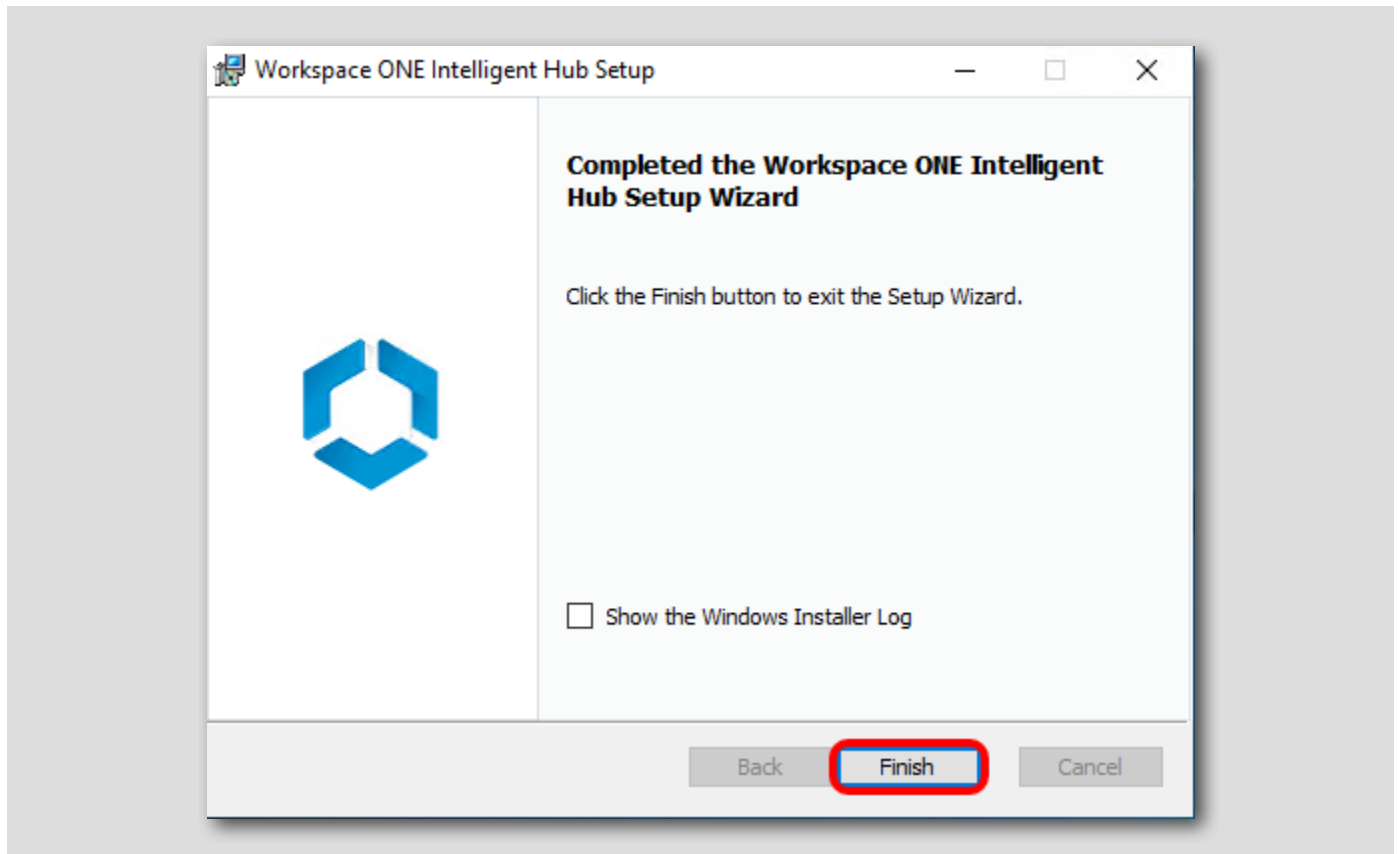 Workspace ONE Intelligent Hub Setup
Completed the Workspace ONE Intelligent
Hub Setup Wizard
Click the Finish button to exit the Setup Wizard.
Show the Windows Installer Log
Back
Finish
Cancel